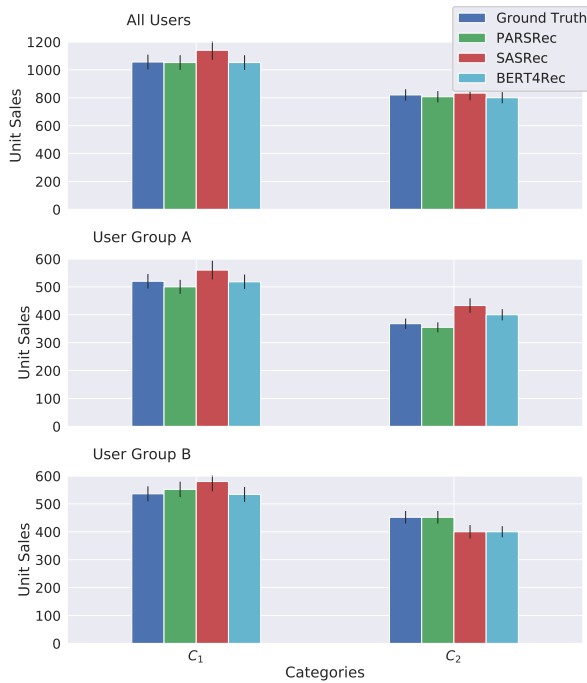 All Users
Ground Truth
PARSRec
SASRec
BERT4Rec
1200
1000
800
600
400
200
0
Unit Sales
User Group A
600
500
400
300
200
100
0
Unit Sales
User Group B
600
500
400
300
200
100
0
Unit Sales
C₁ C₂
Categories